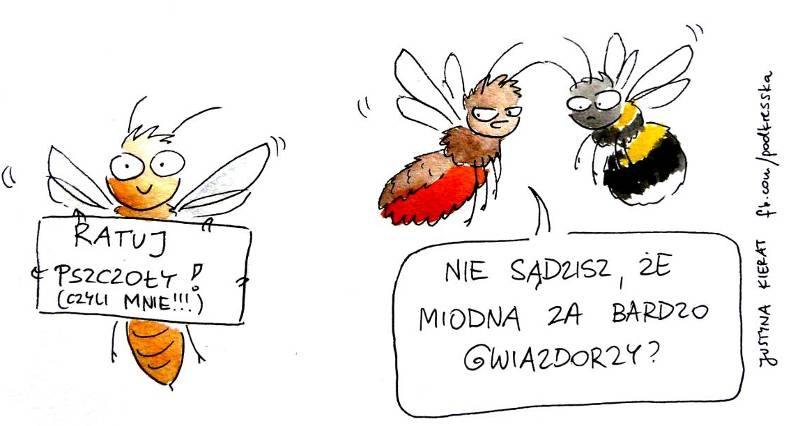 RATUJ
PSZCZOŁY!
(CZYLI MNIE!!!)
NIE SĄDZISZ, ŻE
MIODNA ZA BARDZO
GWIAZDORZY?
JUSTYNA KIERAT fb.com/podkresska